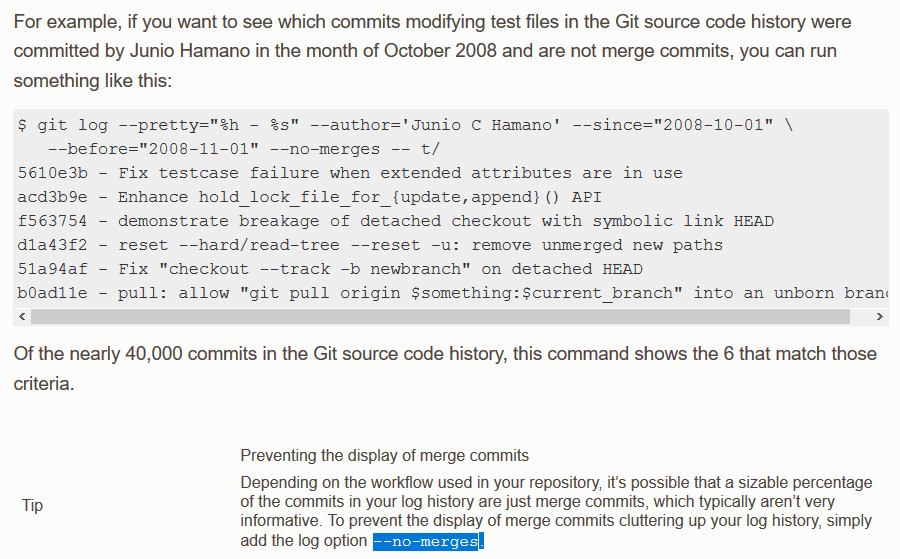 For example, if you want to see which commits modifying test files in the Git source code history were
committed by Junio Hamano in the month of October 2008 and are not merge commits, you can run
something like this:
$ git log --pretty="%h - %s" --author='Junio C Hamano' --since="2008-10-01" \
   --before="2008-11-01" --no-merges -- t/
5610e3b - Fix testcase failure when extended attributes are in use
acd3b9e - Enhance hold_lock_file_for_{update,append}() API
f563754 - demonstrate breakage of detached checkout with symbolic link HEAD
d1a43f2 - reset --hard/read-tree --reset -u: remove unmerged new paths
51a94af - Fix "checkout --track -b newbranch" on detached HEAD
b0ad11e - pull: allow "git pull origin $something:$current_branch" into an unborn bran
Of the nearly 40,000 commits in the Git source code history, this command shows the 6 that match those
criteria.
Preventing the display of merge commits
Depending on the workflow used in your repository, it’s possible that a sizable percentage
Tip
of the commits in your log history are just merge commits, which typically aren’t very
informative. To prevent the display of merge commits cluttering up your log history, simply
add the log option --no-merges.